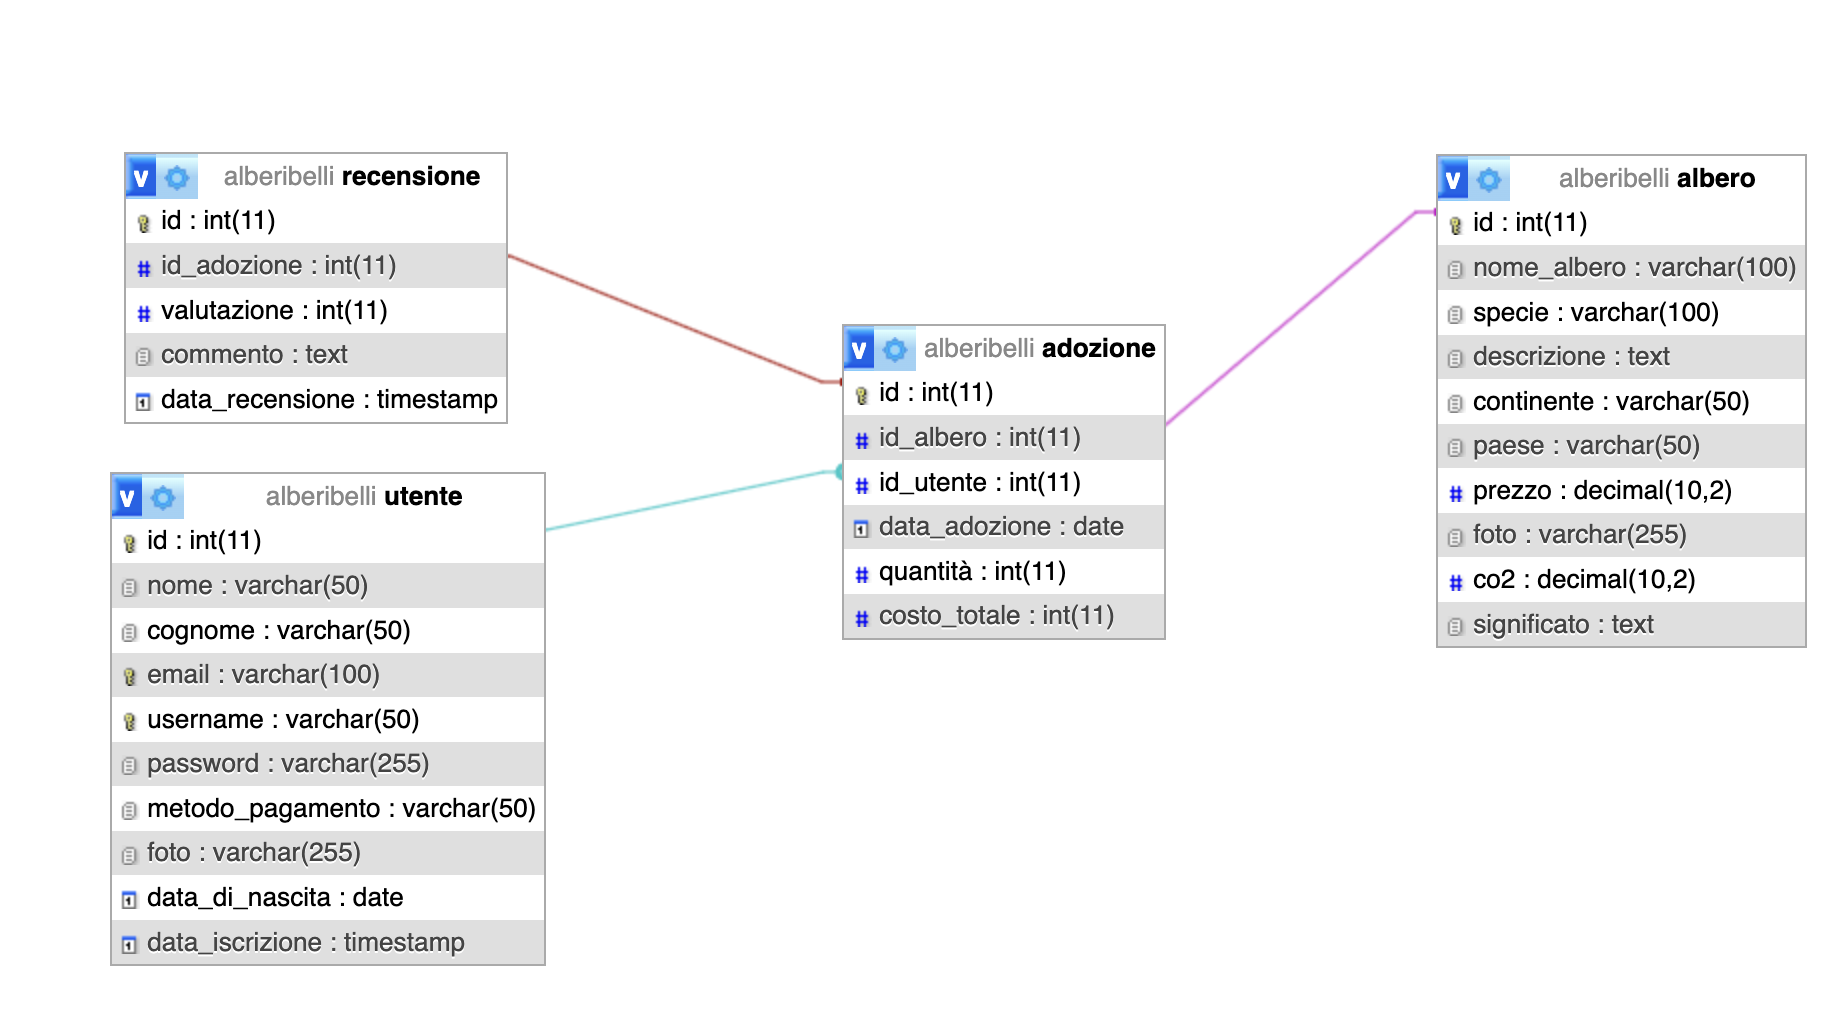 v alberibelli recensione
id : int(11)
# id_adozione : int(11)
# valutazione : int(11)
commento : text
data_recensione : timestamp
v alberibelli utente
id : int(11)
nome : varchar(50)
cognome : varchar(50)
email : varchar(100)
username : varchar(50)
password : varchar(255)
metodo_pagamento : varchar(50)
foto : varchar(255)
data_di_nascita : date
data_iscrizione : timestamp
v alberibelli adozione
id : int(11)
# id_albero : int(11)
# id_utente : int(11)
data_adozione : date
# quantità : int(11)
# costo_totale : int(11)
v alberibelli albero
id : int(11)
nome_albero : varchar(100)
specie : varchar(100)
descrizione : text
continente : varchar(50)
paese : varchar(50)
# prezzo : decimal(10,2)
foto : varchar(255)
# co2 : decimal(10,2)
significato : text